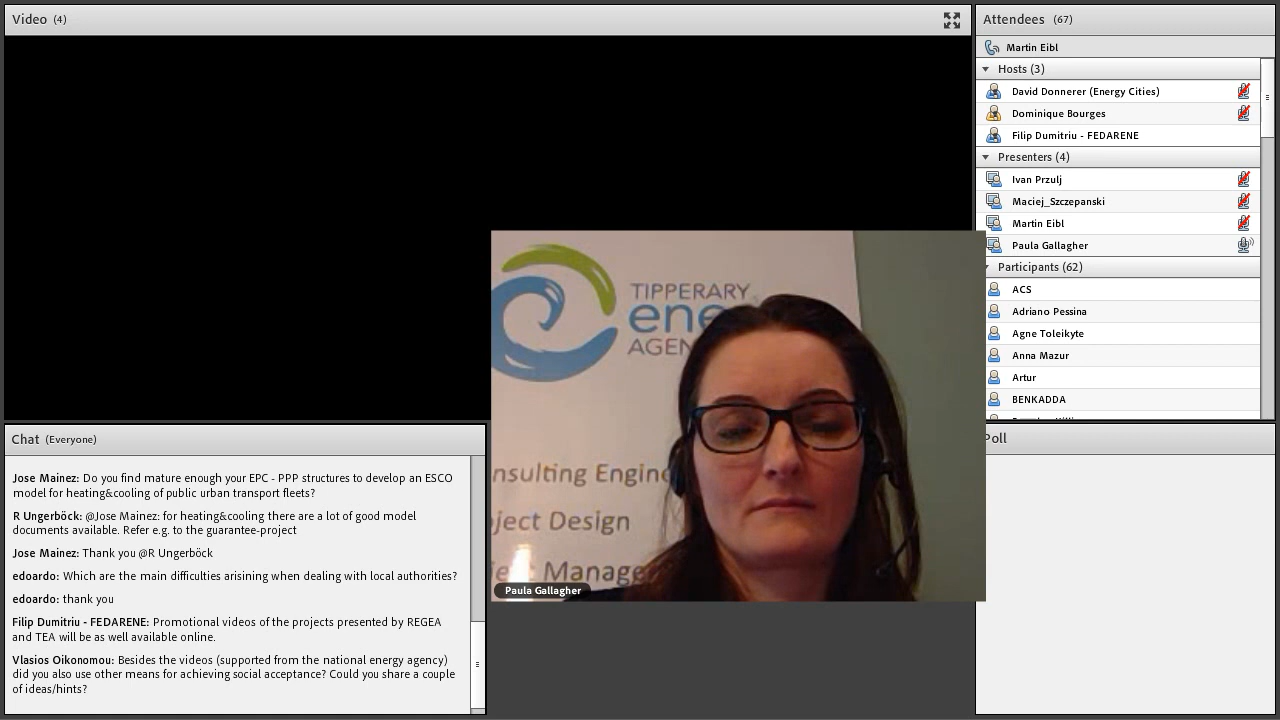 Video (4)
Attendees (67)
Martin Eibl
Hosts (3)
David Donnerer (Energy Cities)
Dominique Bourges
Filip Dumitriu - FEDARENE
Presenters (4)
Ivan Przulj
Maciej_Szczepanski
Martin Eibl
Paula Gallagher
Participants (62)
ACS
Adriano Pessina
Agne Toleikyte
Anna Mazur
Artur
BENKADDA
TIPPERARY
ene
AGEN
nsulting Engine
ject Design
Manage
Paula Gallagher
Chat (Everyone)
Jose Mainez: Do you find mature enough your EPC - PPP structures to develop an ESCO
model for heating&cooling of public urban transport fleets?
R Ungerböck: @Jose Mainez: for heating&cooling there are a lot of good model
documents available. Refer e.g. to the guarantee-project
Jose Mainez: Thank you @R Ungerböck
edoardo: Which are the main difficulties arisining when dealing with local authorities?
edoardo: thank you
Filip Dumitriu - FEDARENE: Promotional videos of the projects presented by REGEA
and TEA will be as well available online.
Vlasios Oikonomou: Besides the videos (supported from the national energy agency)
did you also use other means for achieving social acceptance? Could you share a couple
of ideas/hints?
Poll